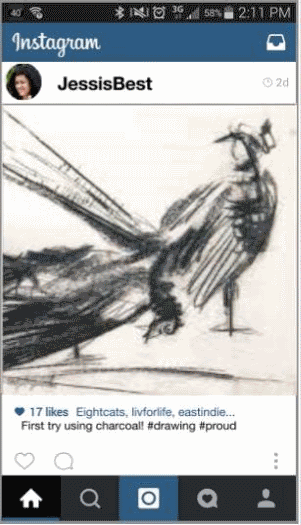 40° 3G 58% 2:11 PM
Instagram
JessisBest 2d
17 likes Eightcats, livforlife, eastindie...
First try using charcoal! #drawing #proud